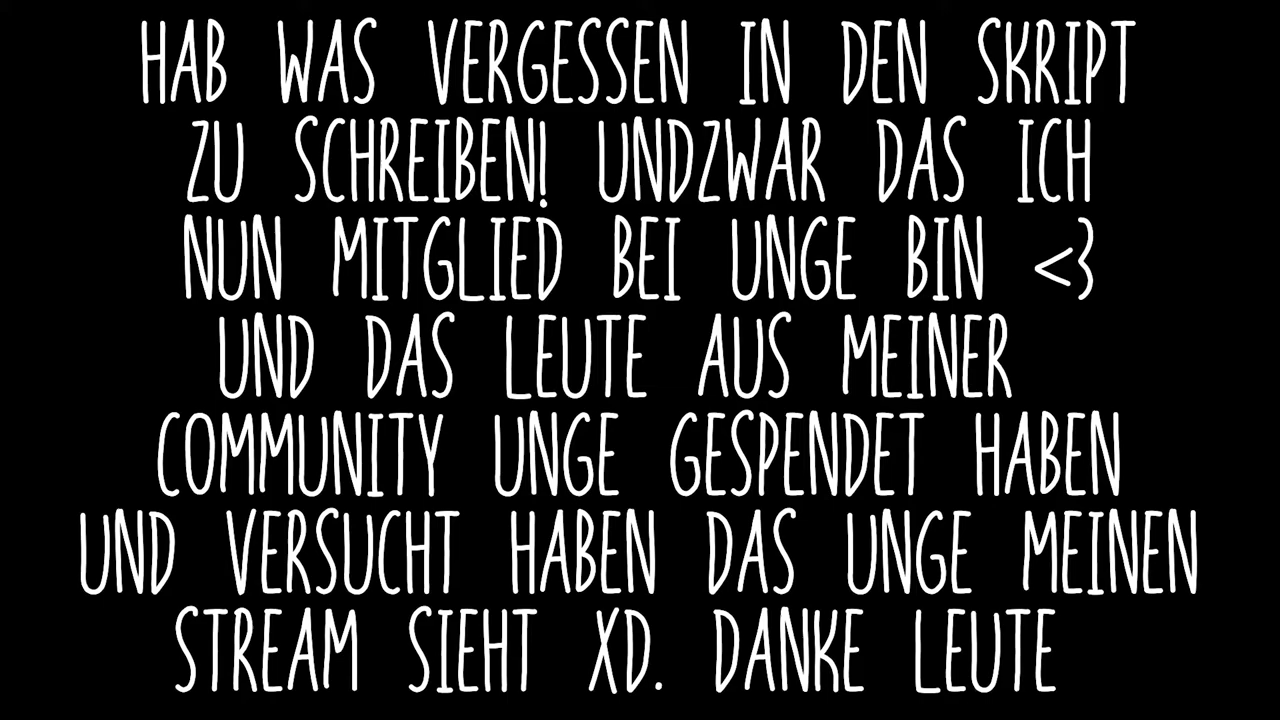 HAB WAS VERGESSEN IN DEN SKRIPT
ZU SCHREIBEN! UNDZWAR DAS ICH
NUN MITGLIED BEI UNGE BIN <3
UND DAS LEUTE AUS MEINER
COMMUNITY UNGE GESPENDET HABEN
UND VERSUCHT HABEN DAS UNGE MEINEN
STREAM SIEHT XD. DANKE LEUTE